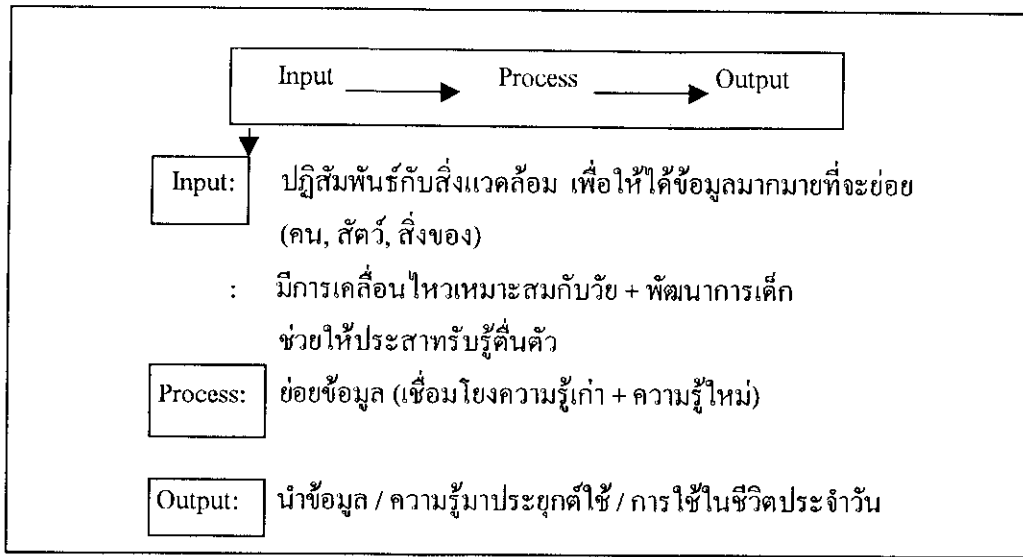 Input Process Output
Input: ปฏิสัมพันธ์กับสิ่งแวดล้อม เพื่อให้ได้ข้อมูลมากมายที่จะย่อย
(คน, สัตว์, สิ่งของ)
: มีการเคลื่อนไหวเหมาะสมกับวัย + พัฒนาการเด็ก
ช่วยให้ประสาทรับรู้ตื่นตัว
Process: ย่อยข้อมูล (เชื่อมโยงความรู้เก่า + ความรู้ใหม่)
Output: นำข้อมูล / ความรู้มาประยุกต์ใช้ / การใช้ในชีวิตประจำวัน